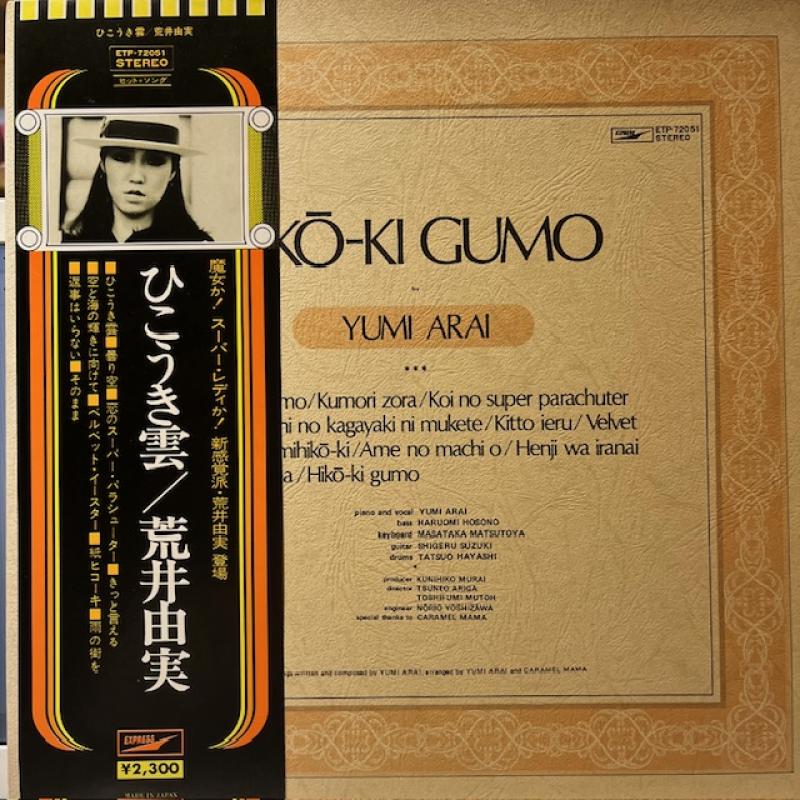 ひこうき雲/荒井由実
ETP-72051
STEREO
ヒット・ソング
魔女か!スーパー・レディか!新感覚派・荒井由実登場
ひこうき雲/荒井由実
■ひこうき雲■曇り空■恋のスーパー・パラシューター■きっと言える
■空と海の輝きに向けて■ベルベット・イースター■紙ヒコーキ■雨の街を
■返事はいらない■そのまま
EXPRESS
¥2,300
MADE IN JAPAN
EXPRESS
ETP-72051
STEREO
KŌ-KI GUMO
by
YUMI ARAI
***
mo/Kumori zora/Koi no super parachuter
ni no kagayaki ni mukete/Kitto ieru/Velvet
mihikō-ki/Ame no machi o/Henji wa iranai
a/Hikō-ki gumo
piano and vocal YUMI ARAI
bass HARUOMI HOSONO
keyboard MASATAKA MATSUTOYA
guitar SHIGERU SUZUKI
drums TATSUO HAYASHI
producer KUNIHIKO MURAI
director TSUNEO ARIGA
TOSHIFUMI MUTOH
engineer NORIO YOSHIZAWA
special thanks to CARAMEL MAMA
written and composed by YUMI ARAI, arranged by YUMI ARAI and CARAMEL MAMA